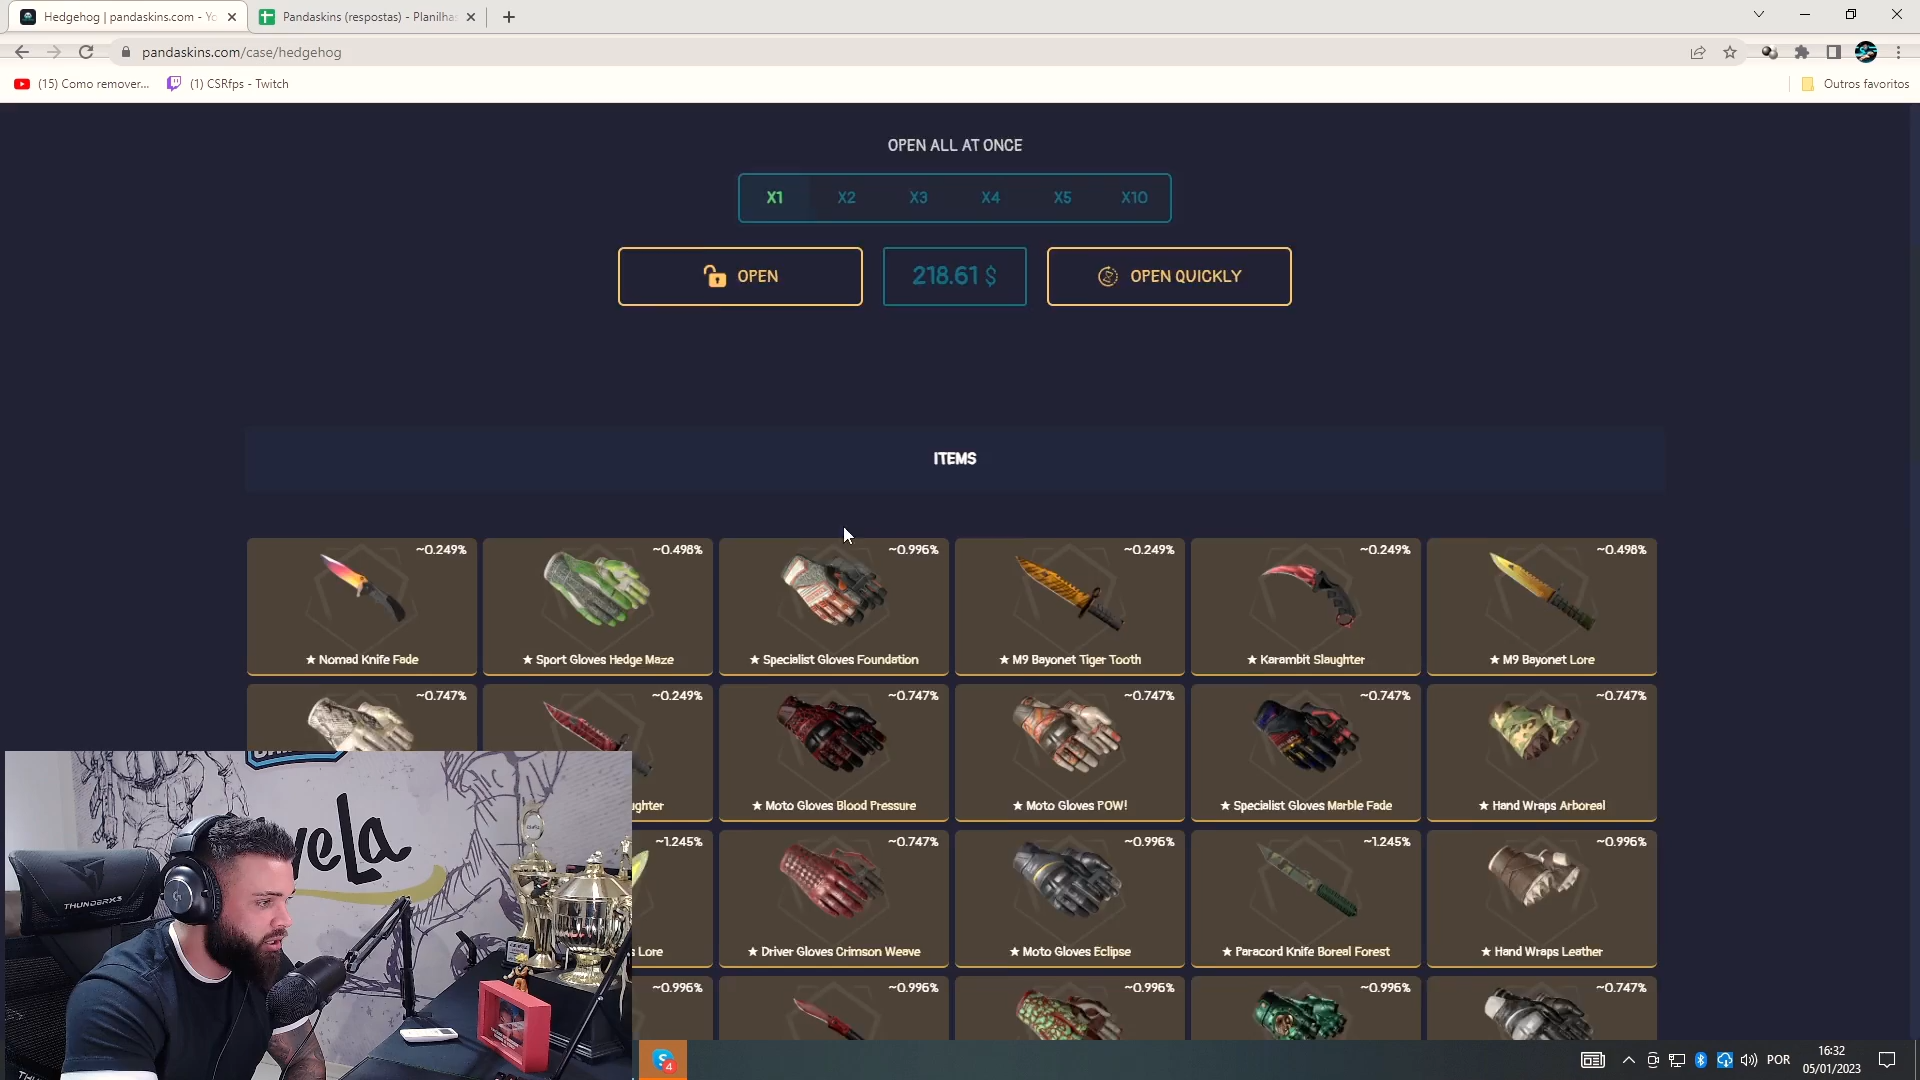 Hedgehog | pandaskins.com - Yo
Pandaskins (respostas) - Planilhas
pandaskins.com/case/hedgehog
(15) Como remover...
(1) CSRfps - Twitch
Outros favoritos
OPEN ALL AT ONCE
X1 X2 X3 X4 X5 X10
OPEN
218.61 $
OPEN QUICKLY
ITEMS
~0.249% ~0.498% ~0.996% ~0.249% ~0.249% ~0.498%
★ Nomad Knife Fade ★ Sport Gloves Hedge Maze ★ Specialist Gloves Foundation ★ M9 Bayonet Tiger Tooth ★ Karambit Slaughter ★ M9 Bayonet Lore
~0.747% ~0.249% ~0.747% ~0.747% ~0.747% ~0.747%
ughter ★ Moto Gloves Blood Pressure ★ Moto Gloves POW! ★ Specialist Gloves Marble Fade ★ Hand Wraps Arboreal
~1.245% ~0.747% ~0.996% ~1.245% ~0.996%
s Lore ★ Driver Gloves Crimson Weave ★ Moto Gloves Eclipse ★ Paracord Knife Boreal Forest ★ Hand Wraps Leather
~0.996% ~0.996% ~0.996% ~0.996% ~0.747%
veLa
THUNDERX3
4
POR
16:32
05/01/2023